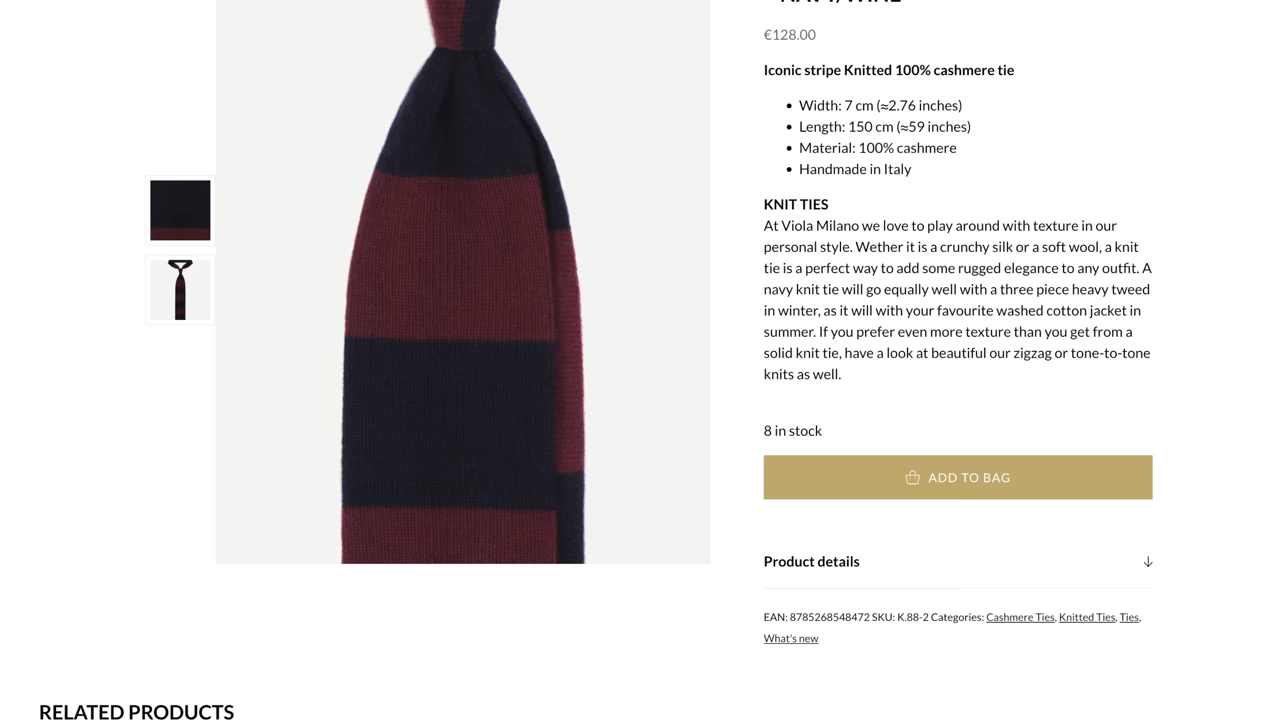 €128.00
Iconic stripe Knitted 100% cashmere tie
• Width: 7 cm (≈2.76 inches)
• Length: 150 cm (≈59 inches)
• Material: 100% cashmere
• Handmade in Italy
KNIT TIES
At Viola Milano we love to play around with texture in our
personal style. Wether it is a crunchy silk or a soft wool, a knit
tie is a perfect way to add some rugged elegance to any outfit. A
navy knit tie will go equally well with a three piece heavy tweed
in winter, as it will with your favourite washed cotton jacket in
summer. If you prefer even more texture than you get from a
solid knit tie, have a look at beautiful our zigzag or tone-to-tone
knits as well.
8 in stock
ADD TO BAG
Product details
EAN: 8785268548472 SKU: K.88-2 Categories: Cashmere Ties, Knitted Ties, Ties,
What's new
RELATED PRODUCTS